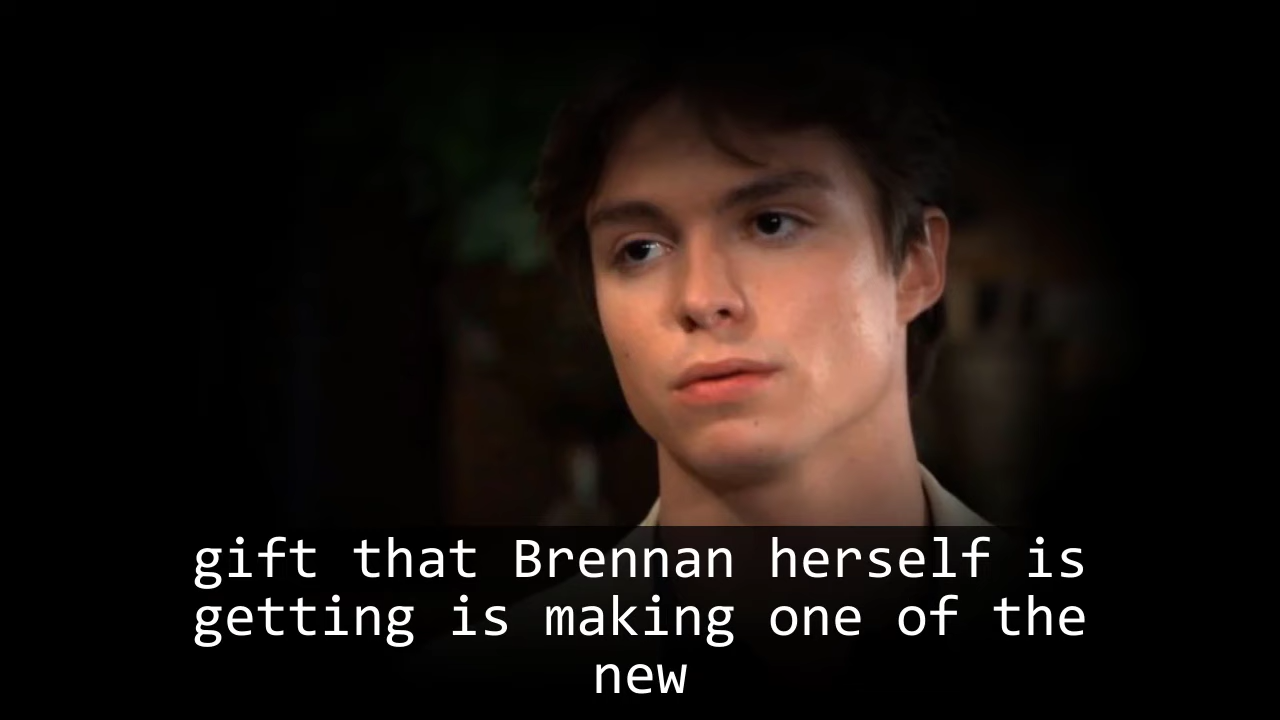 gift that Brennan herself is
getting is making one of the
new